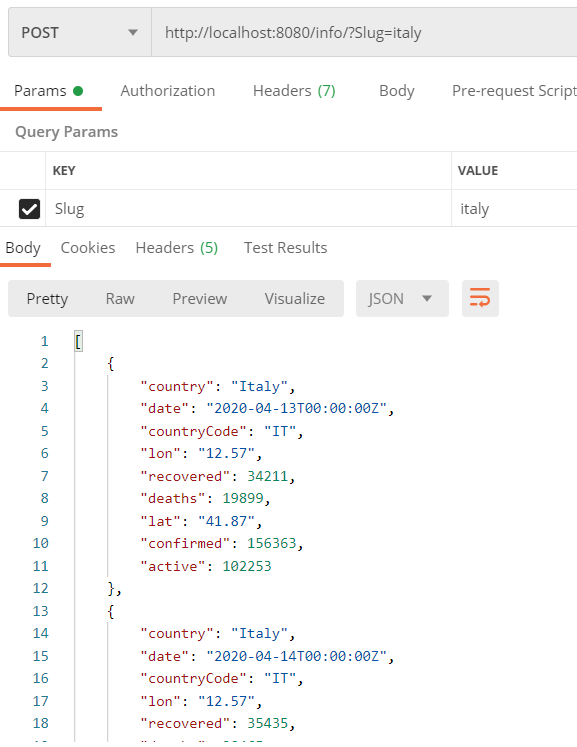 POST http://localhost:8080/info/?Slug=italy
Params Authorization Headers (7) Body Pre-request Script
Query Params
KEY VALUE
Slug italy
Body Cookies Headers (5) Test Results
Pretty Raw Preview Visualize JSON
1 [
2 {
3 "country": "Italy",
4 "date": "2020-04-13T00:00:00Z",
5 "countryCode": "IT",
6 "lon": "12.57",
7 "recovered": 34211,
8 "deaths": 19899,
9 "lat": "41.87",
10 "confirmed": 156363,
11 "active": 102253
12 },
13 {
14 "country": "Italy",
15 "date": "2020-04-14T00:00:00Z",
16 "countryCode": "IT",
17 "lon": "12.57",
18 "recovered": 35435,